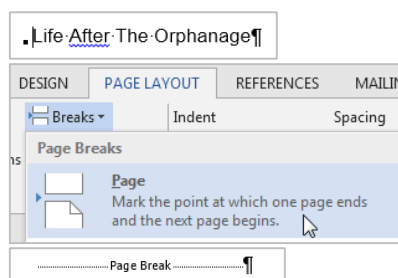 Life·After·The·Orphanage¶
DESIGN PAGE LAYOUT REFERENCES
Breaks Indent Spacing
Page Breaks
Page
Mark the point at which one page ends
and the next page begins.
Page Break ¶